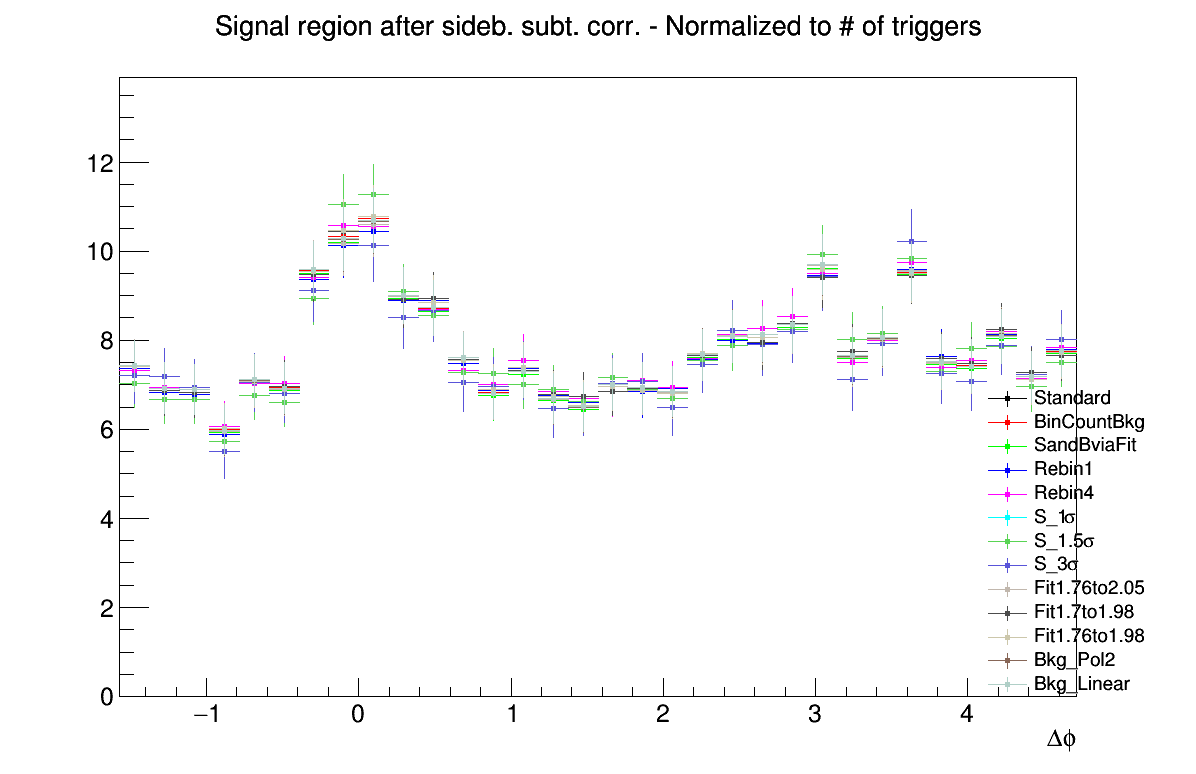 Signal region after sideb. subt. corr. - Normalized to # of triggers
12
10
8
6
4
2
0
−1
0
1
2
3
4
Δϕ
Standard
BinCountBkg
SandBviaFit
Rebin1
Rebin4
S_1σ
S_1.5σ
S_3σ
Fit1.76to2.05
Fit1.7to1.98
Fit1.76to1.98
Bkg_Pol2
Bkg_Linear